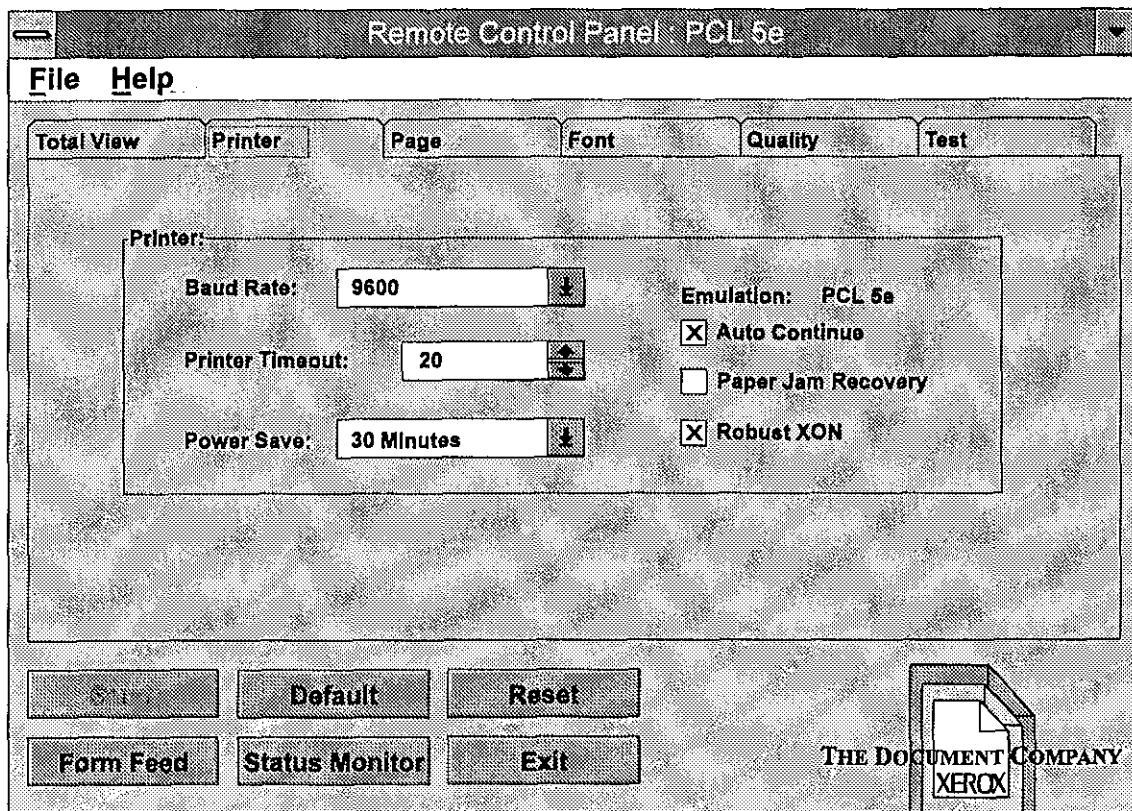 Remote Control Panel : PCL 5e
File Help
Total View Printer Page Font Quality Test
Printer:
Baud Rate: 9600
Emulation: PCL 5e
X Auto Continue
Printer Timeout: 20
Paper Jam Recovery
Power Save: 30 Minutes
X Robust XON
Default Reset
Form Feed Status Monitor Exit
THE DOCUMENT COMPANY
XEROX